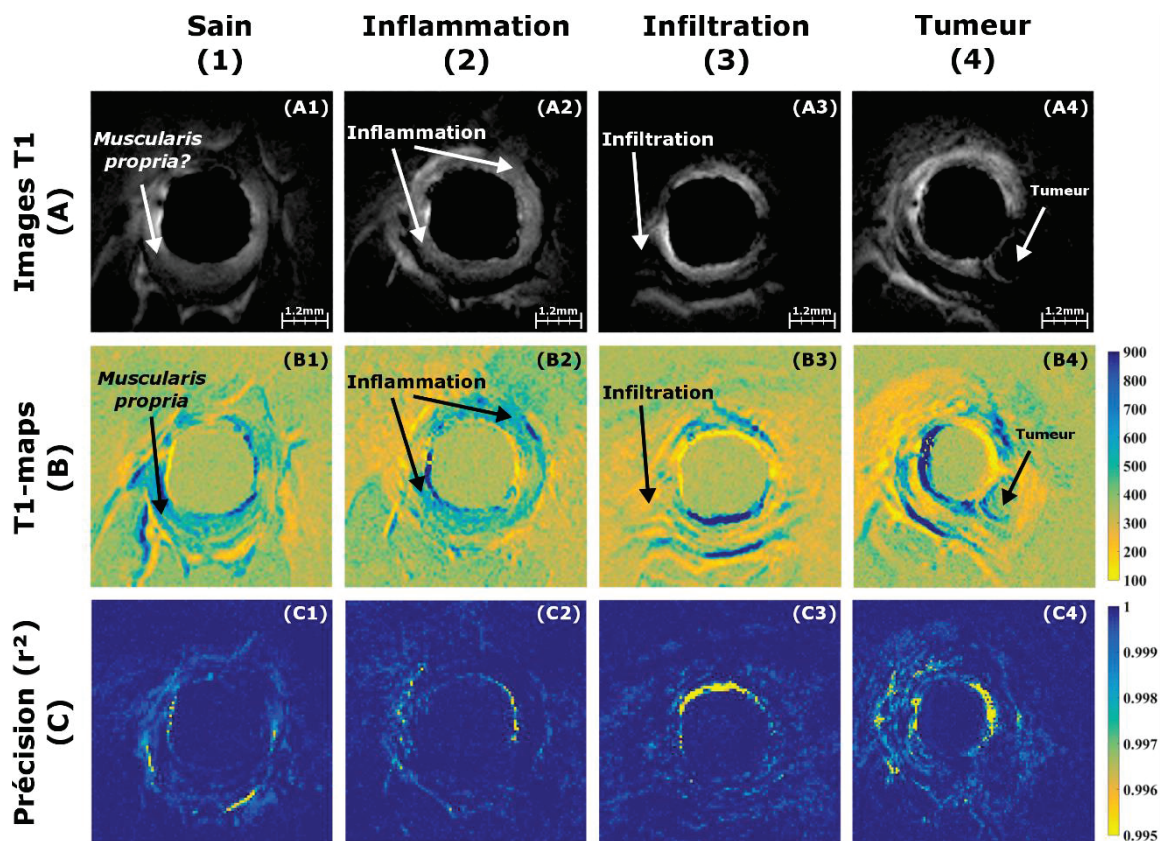 Sain
(1)
Inflammation
(2)
Infiltration
(3)
Tumeur
(4)
Images T1
(A)
(A1)
Muscularis
propria?
1.2mm
(A2)
Inflammation
1.2mm
(A3)
Infiltration
1.2mm
(A4)
Tumeur
1.2mm
T1-maps
(B)
(B1)
Muscularis
propria
(B2)
Inflammation
(B3)
Infiltration
(B4)
Tumeur
900
800
700
600
500
400
300
200
100
Précision (r²)
(C)
(C1)
(C2)
(C3)
(C4)
1
0.999
0.998
0.997
0.996
0.995